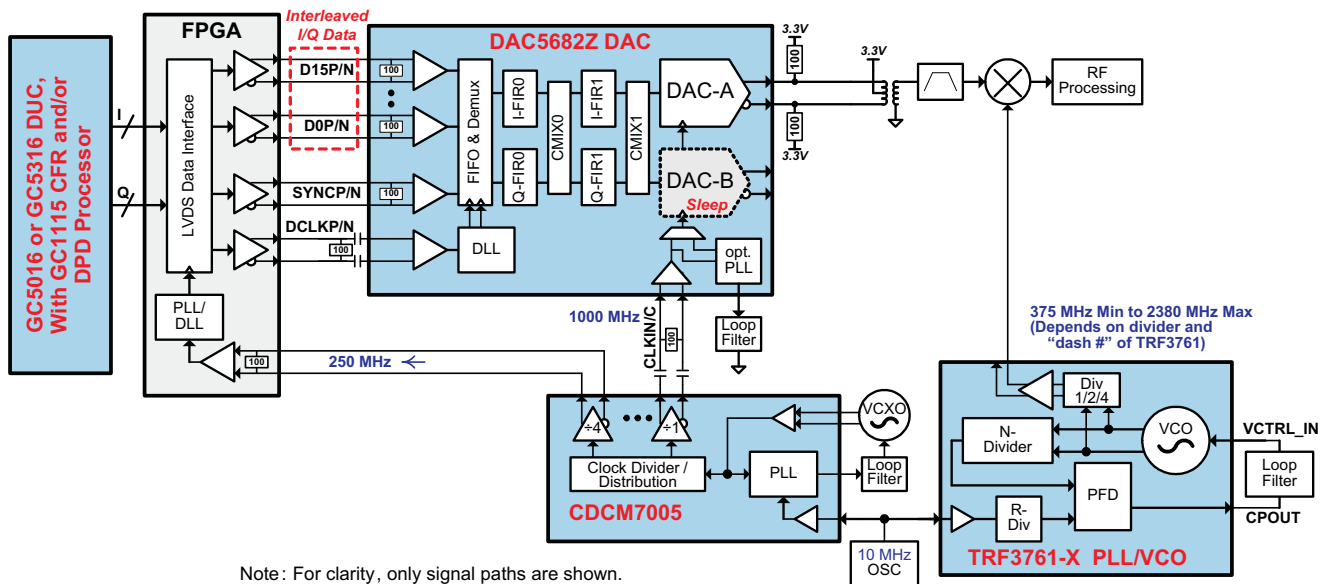 GC5016 or GC5316 DUC,
With GC1115 CFR and/or
DPD Processor
I
Q
FPGA
LVDS Data Interface
PLL/
DLL
Interleaved
I/Q Data
D15P/N
D0P/N
SYNCP/N
DCLKP/N
100
100
100
100
100
250 MHz
DAC5682Z DAC
FIFO & Demux
I-FIR0
Q-FIR0
CMIX0
I-FIR1
Q-FIR1
CMIX1
DAC-A
DAC-B
Sleep
DLL
opt.
PLL
1000 MHz
CLKIN/C
100
Loop
Filter
3.3V
100
3.3V
100
3.3V
RF
Processing
375 MHz Min to 2380 MHz Max
(Depends on divider and
"dash #" of TRF3761)
÷4
÷1
Clock Divider /
Distribution
PLL
VCXO
Loop
Filter
CDCM7005
10 MHz
OSC
Div
1/2/4
N-
Divider
VCO
PFD
R-
Div
VCTRL_IN
Loop
Filter
CPOUT
TRF3761-X PLL/VCO
Note: For clarity, only signal paths are shown.